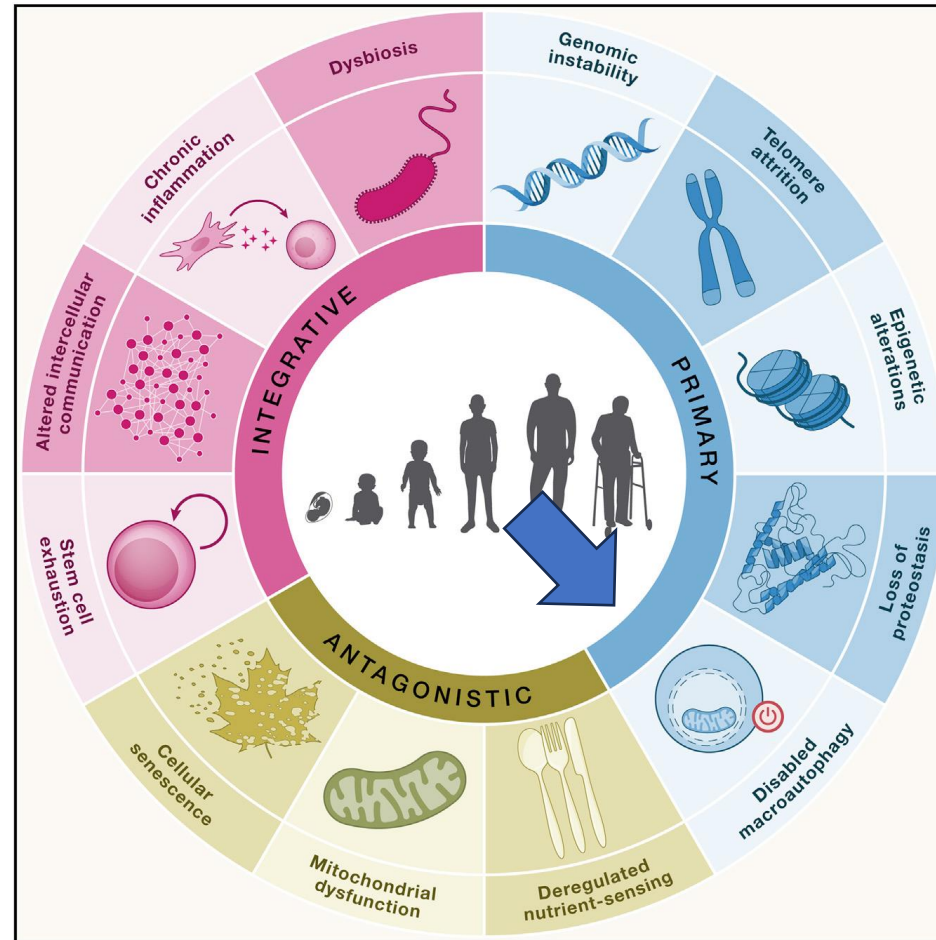 Dysbiosis
Genomic
instability
Telomere
attrition
Epigenetic
alterations
Loss of
proteostasis
Disabled
macroautophagy
Deregulated
nutrient-sensing
Mitochondrial
dysfunction
Cellular
senescence
Stem cell
exhaustion
Altered intercellular
communication
Chronic
inflammation
INTEGRATIVE
PRIMARY
ANTAGONISTIC